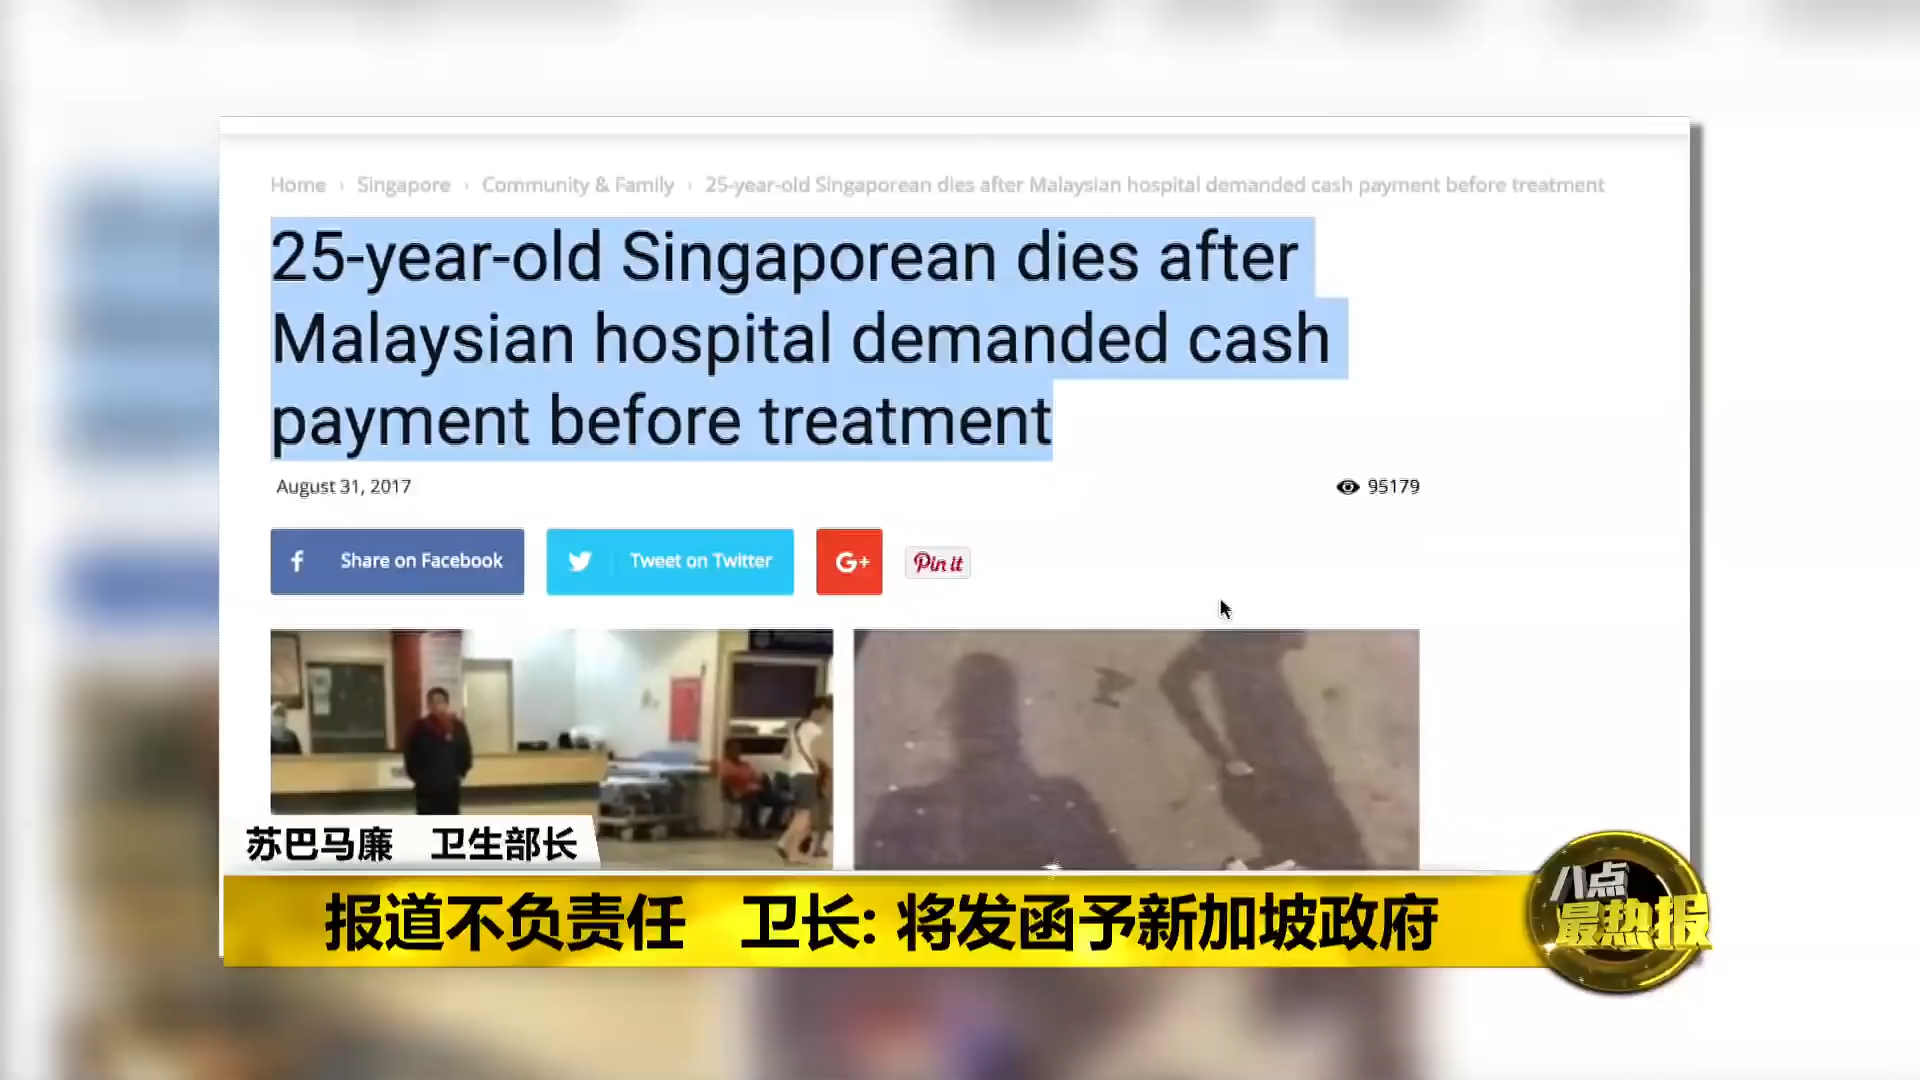 Home › Singapore › Community & Family › 25-year-old Singaporean dies after Malaysian hospital demanded cash payment before treatment
25-year-old Singaporean dies after
Malaysian hospital demanded cash
payment before treatment
August 31, 2017
95179
Share on Facebook
Tweet on Twitter
G+
Pin it
苏巴马廉 卫生部长
报道不负责任 卫长: 将发函予新加坡政府
八点
最热报